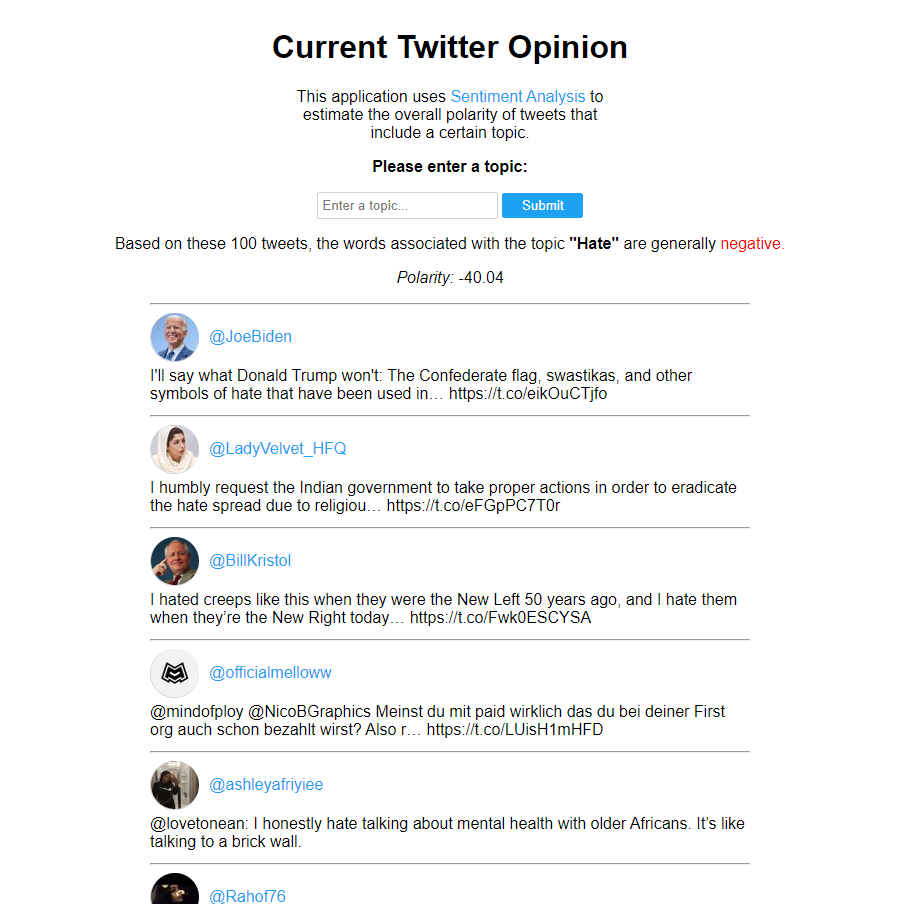 Current Twitter Opinion
This application uses Sentiment Analysis to
estimate the overall polarity of tweets that
include a certain topic.
Please enter a topic:
Enter a topic... Submit
Based on these 100 tweets, the words associated with the topic "Hate" are generally negative.
Polarity: -40.04
@JoeBiden
I'll say what Donald Trump won't: The Confederate flag, swastikas, and other
symbols of hate that have been used in… https://t.co/eikOuCTjfo
@LadyVelvet_HFQ
I humbly request the Indian government to take proper actions in order to eradicate
the hate spread due to religiou… https://t.co/eFGpPC7T0r
@BillKristol
I hated creeps like this when they were the New Left 50 years ago, and I hate them
when they’re the New Right today… https://t.co/Fwk0ESCYSA
@officialmelloww
@mindofploy @NicoBGraphics Meinst du mit paid wirklich das du bei deiner First
org auch schon bezahlt wirst? Also r… https://t.co/LUisH1mHFD
@ashleyafriyiee
@lovetonean: I honestly hate talking about mental health with older Africans. It’s like
talking to a brick wall.
@Rahof76